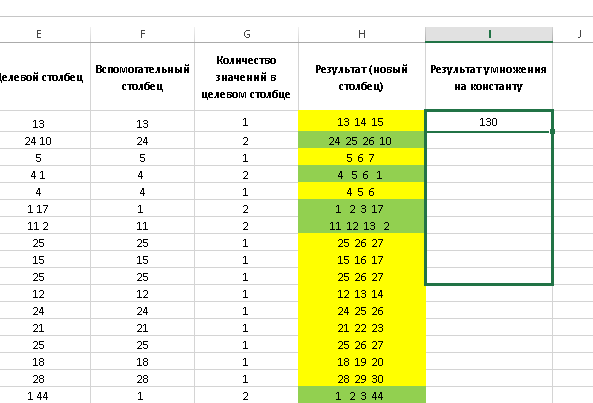 E F G H I J
Целевой столбец Вспомогательный столбец Количество значений в целевом столбце Результат (новый столбец) Результат умножения на константу
13 13 1 13 14 15 130
24 10 24 2 24 25 26 10
5 5 1 5 6 7
4 1 4 2 4 5 6 1
4 4 1 4 5 6
1 17 1 2 1 2 3 17
11 2 11 2 11 12 13 2
25 25 1 25 26 27
15 15 1 15 16 17
25 25 1 25 26 27
12 12 1 12 13 14
24 24 1 24 25 26
21 21 1 21 22 23
25 25 1 25 26 27
18 18 1 18 19 20
28 28 1 28 29 30
1 44 1 2 1 2 3 44